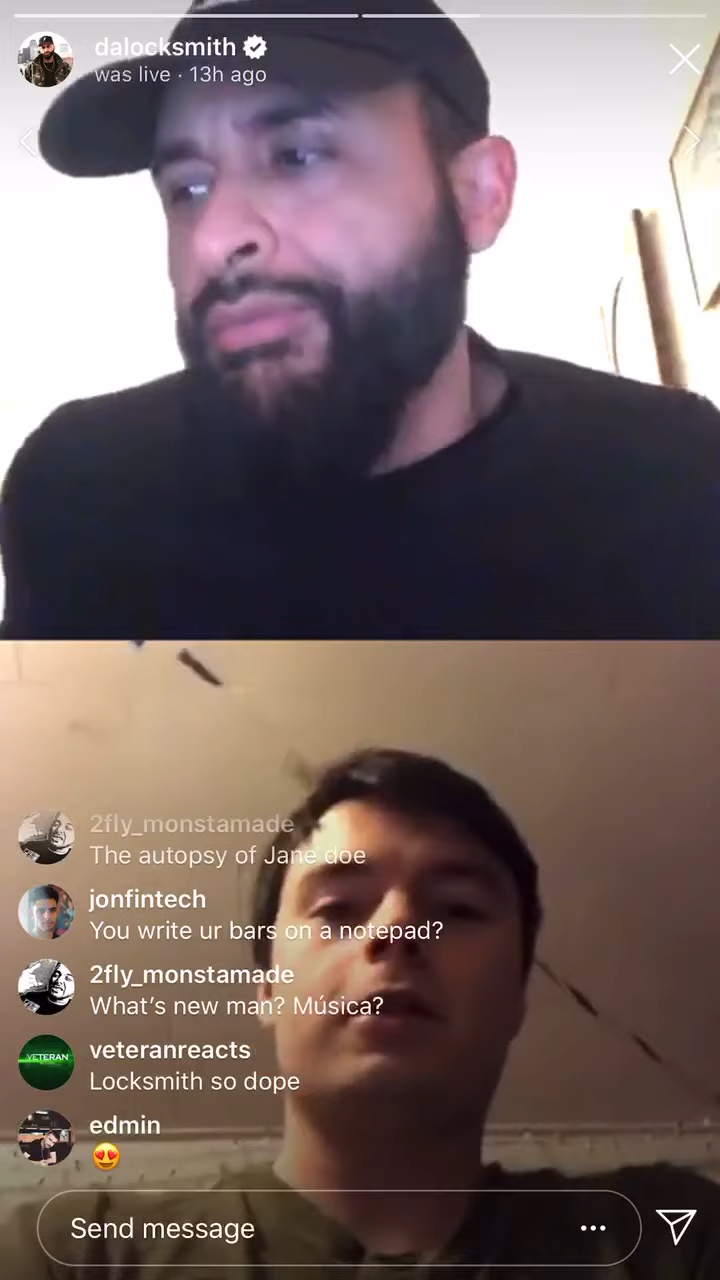 dalocksmith
was live · 13h ago
2fly_monstamade
The autopsy of Jane doe
jonfintech
You write ur bars on a notepad?
2fly_monstamade
What's new man? Música?
VETERAN
veteranreacts
Locksmith so dope
edmin
😍
Send message